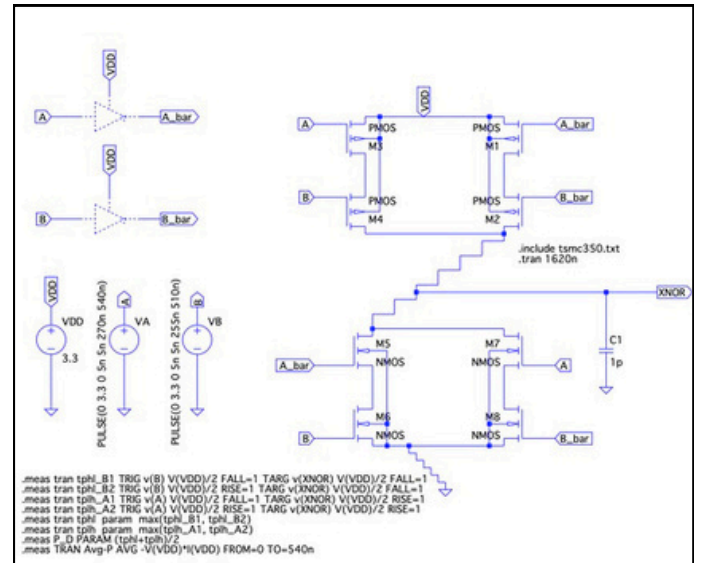 VDD
A
A_bar
VDD
B
B_bar
VDD
A
PMOS
M3
PMOS
M1
A_bar
B
PMOS
M4
PMOS
M2
B_bar
.include tsmc350.txt
.tran 1620n
XNOR
VDD
VDD
3.3
A
VA
PULSE(0 3.3 0 5n 5n 270n 540n)
B
VB
PULSE(0 3.3 0 5n 5n 255n 510n)
A_bar
M5
NMOS
M7
NMOS
A
B
M6
NMOS
M8
NMOS
B_bar
C1
1p
.meas tran tphl_B1 TRIG v(B) V(VDD)/2 FALL=1 TARG v(XNOR) V(VDD)/2 FALL=1
.meas tran tphl_B2 TRIG v(B) V(VDD)/2 RISE=1 TARG v(XNOR) V(VDD)/2 FALL=1
.meas tran tplh_A1 TRIG v(A) V(VDD)/2 FALL=1 TARG v(XNOR) V(VDD)/2 RISE=1
.meas tran tplh_A2 TRIG v(A) V(VDD)/2 RISE=1 TARG v(XNOR) V(VDD)/2 RISE=1
.meas tran tphl param max(tphl_B1, tphl_B2)
.meas tran tplh param max(tplh_A1, tplh_A2)
.meas P_D PARAM (tphl+tplh)/2
.meas TRAN Avg-P AVG -V(VDD)*I(VDD) FROM=0 TO=540n